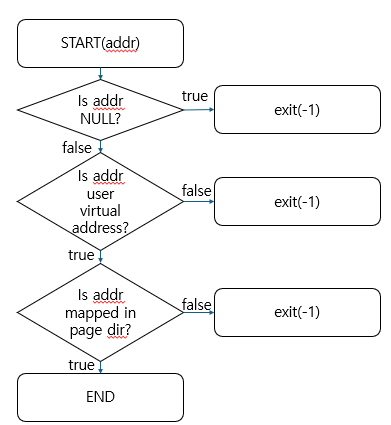 START(addr)
Is addr
NULL?
true
exit(-1)
false
Is addr
user
virtual
address?
false
exit(-1)
true
Is addr
mapped in
page dir?
false
exit(-1)
true
END